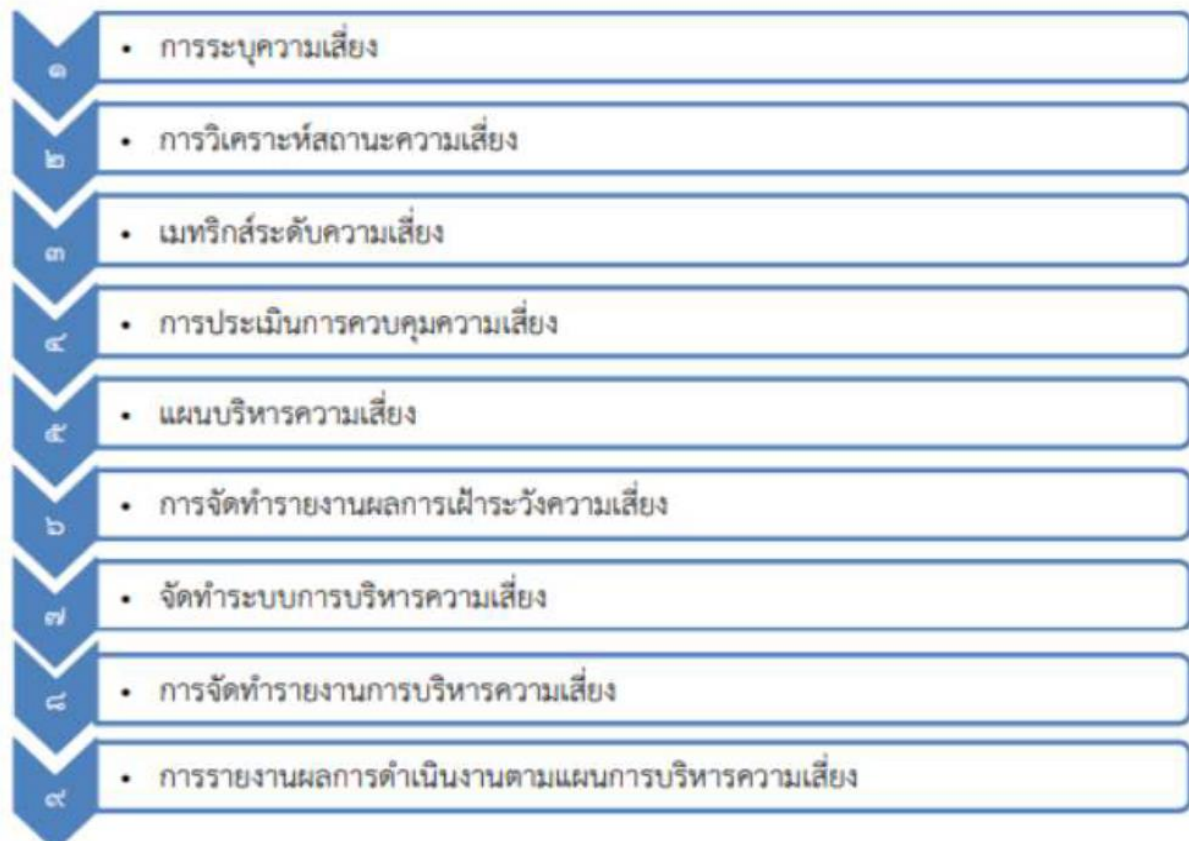 ๑ • การระบุความเสี่ยง
๒ • การวิเคราะห์สถานะความเสี่ยง
๓ • เมทริกส์ระดับความเสี่ยง
๔ • การประเมินการควบคุมความเสี่ยง
๕ • แผนบริหารความเสี่ยง
๖ • การจัดทำรายงานผลการเฝ้าระวังความเสี่ยง
๗ • จัดทำระบบการบริหารความเสี่ยง
๘ • การจัดทำรายงานการบริหารความเสี่ยง
๙ • การรายงานผลการดำเนินงานตามแผนการบริหารความเสี่ยง